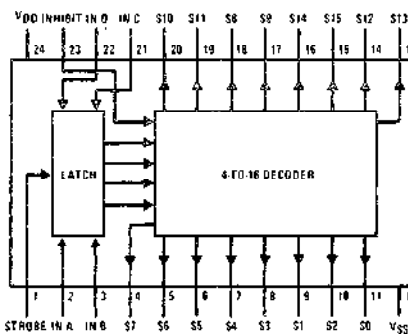 VDD INHIBIT IN D IN C S10 S11 S8 S9 S14 S15 S12 S13
24 23 22 21 20 19 18 17 16 15 14
LATCH
4-TO-16 DECODER
1 2 3 4 5 6 7 8 9 10 11
STROBE IN A IN B S7 S6 S5 S4 S3 S1 S2 S0 VSS